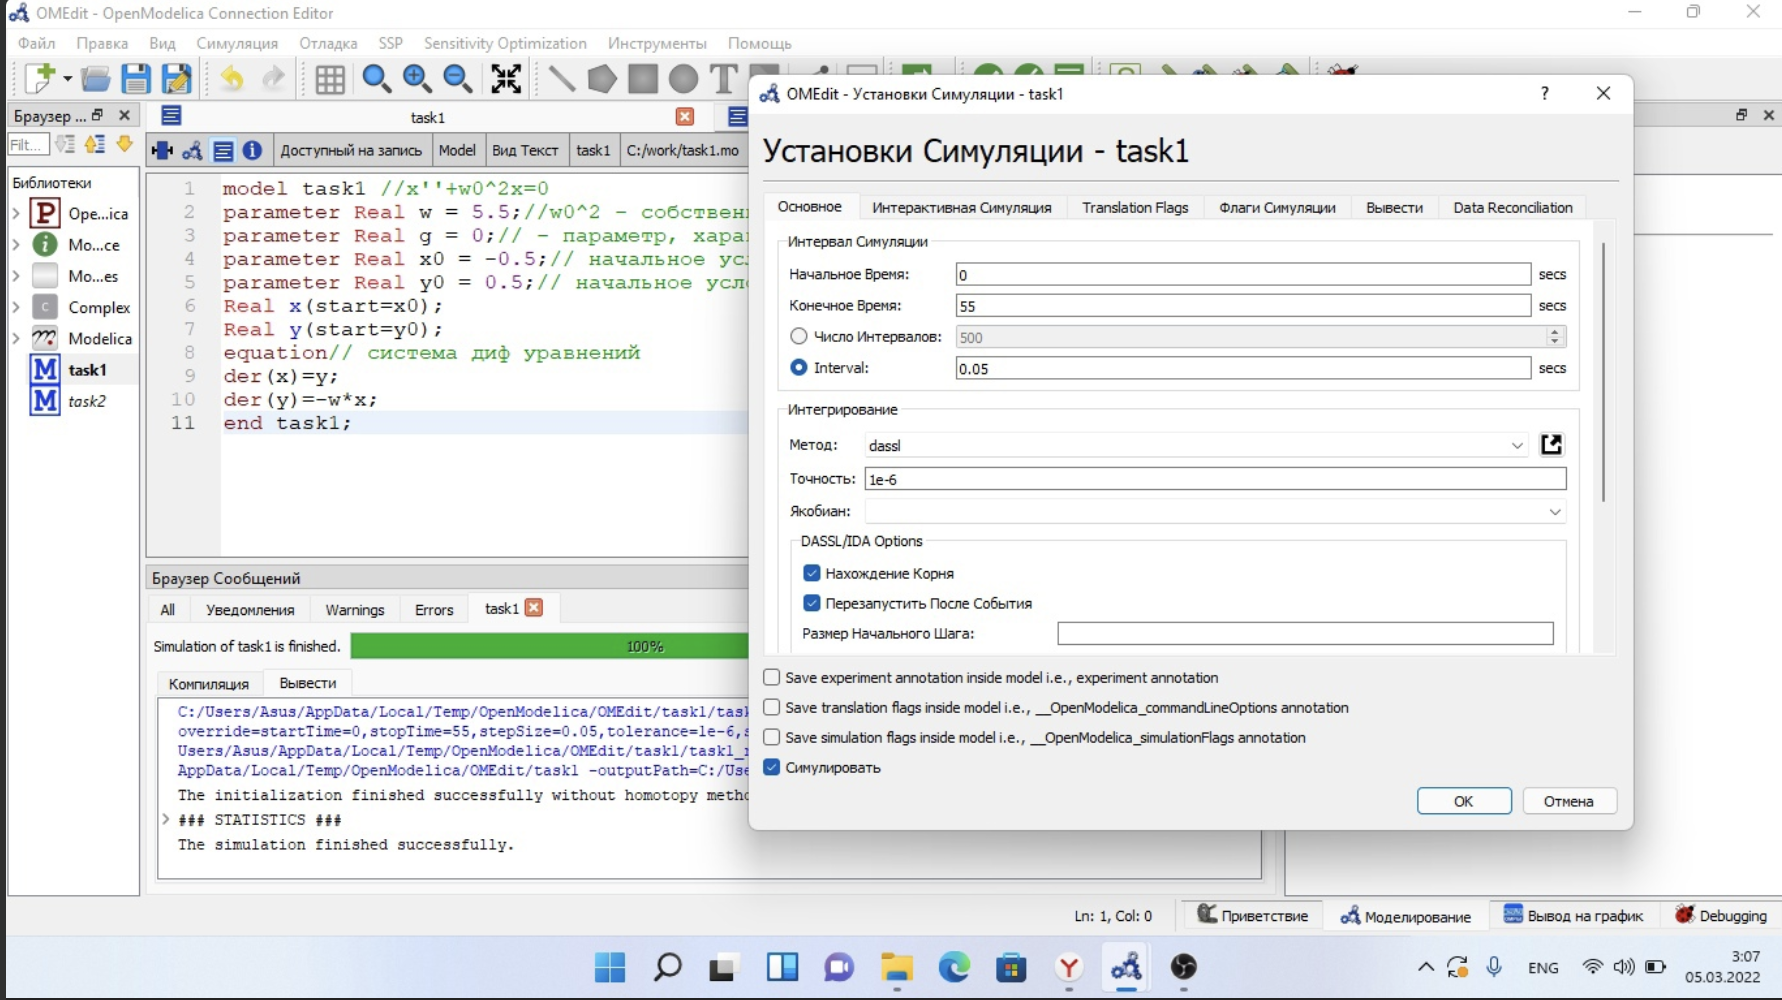 OMEdit - OpenModelica Connection Editor
Файл Правка Вид Симуляция Отладка SSP Sensitivity Optimization Инструменты Помощь
Браузер ...
task1
Filt...
Доступный на запись Model Вид Текст task1 C:/work/task1.mo
Библиотеки
Ope...ica
Mo...ce
Mo...es
Complex
Modelica
task1
task2
1 model task1 //x''+w0^2x=0
2 parameter Real w = 5.5;//w0^2 - собственн
3 parameter Real g = 0;// - параметр, хара
4 parameter Real x0 = -0.5;// начальное усл
5 parameter Real y0 = 0.5;// начальное усло
6 Real x(start=x0);
7 Real y(start=y0);
8 equation// система диф уравнений
9 der(x)=y;
10 der(y)=-w*x;
11 end task1;
Браузер Сообщений
All Уведомления Warnings Errors task1
Simulation of task1 is finished. 100%
Компиляция Вывести
C:/Users/Asus/AppData/Local/Temp/OpenModelica/OMEdit/task1/task
override=startTime=0,stopTime=55,stepSize=0.05,tolerance=1e-6,s
Users/Asus/AppData/Local/Temp/OpenModelica/OMEdit/task1/task1_r
AppData/Local/Temp/OpenModelica/OMEdit/task1 -outputPath=C:/Use
The initialization finished successfully without homotopy metho
### STATISTICS ###
The simulation finished successfully.
OMEdit - Установки Симуляции - task1
Установки Симуляции - task1
Основное Интерактивная Симуляция Translation Flags Флаги Симуляции Вывести Data Reconciliation
Интервал Симуляции
Начальное Время: 0 secs
Конечное Время: 55 secs
Число Интервалов: 500
Interval: 0.05 secs
Интегрирование
Метод: dassl
Точность: 1e-6
Якобиан:
DASSL/IDA Options
Нахождение Корня
Перезапустить После События
Размер Начального Шага:
Save experiment annotation inside model i.e., experiment annotation
Save translation flags inside model i.e., __OpenModelica_commandLineOptions annotation
Save simulation flags inside model i.e., __OpenModelica_simulationFlags annotation
Симулировать
OK Отмена
Ln: 1, Col: 0 Приветствие Моделирование Вывод на график Debugging
ENG
3:07
05.03.2022